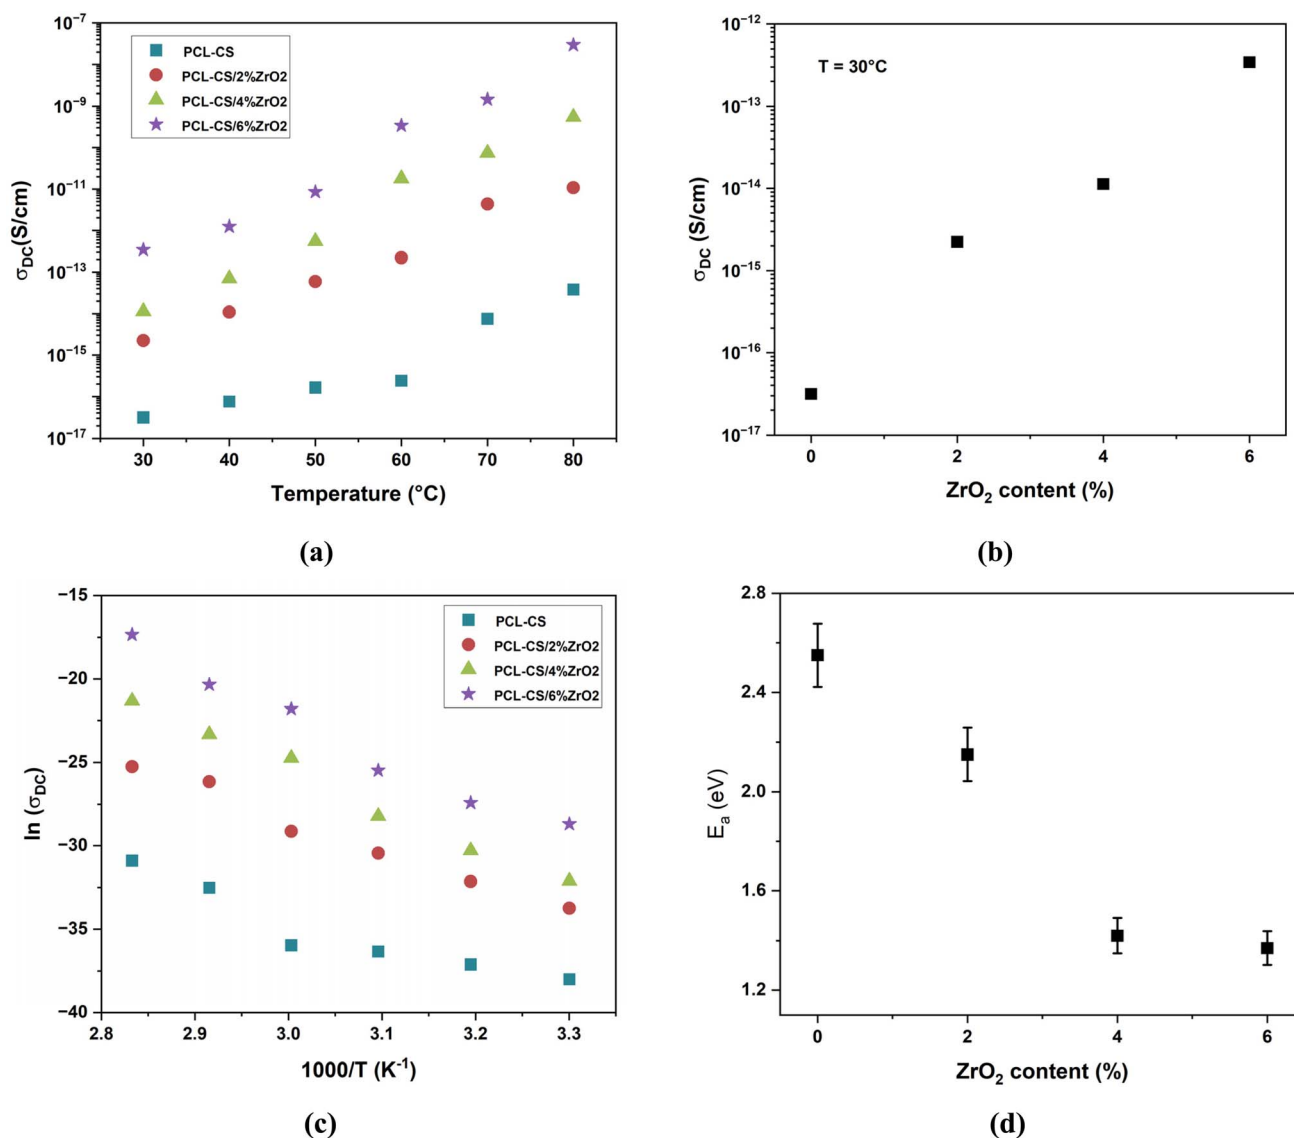 10⁻⁷
10⁻⁹
10⁻¹¹
10⁻¹³
10⁻¹⁵
10⁻¹⁷
σDC(S/cm)
PCL-CS
PCL-CS/2%ZrO2
PCL-CS/4%ZrO2
PCL-CS/6%ZrO2
30 40 50 60 70 80
Temperature (°C)
(a)
10⁻¹²
10⁻¹³
10⁻¹⁴
10⁻¹⁵
10⁻¹⁶
10⁻¹⁷
σDC (S/cm)
T = 30°C
0 2 4 6
ZrO₂ content (%)
(b)
−15
−20
−25
−30
−35
−40
ln (σDC)
PCL-CS
PCL-CS/2%ZrO2
PCL-CS/4%ZrO2
PCL-CS/6%ZrO2
2.8 2.9 3.0 3.1 3.2 3.3
1000/T (K⁻¹)
(c)
2.8
2.4
2.0
1.6
1.2
Eₐ (eV)
0 2 4 6
ZrO₂ content (%)
(d)